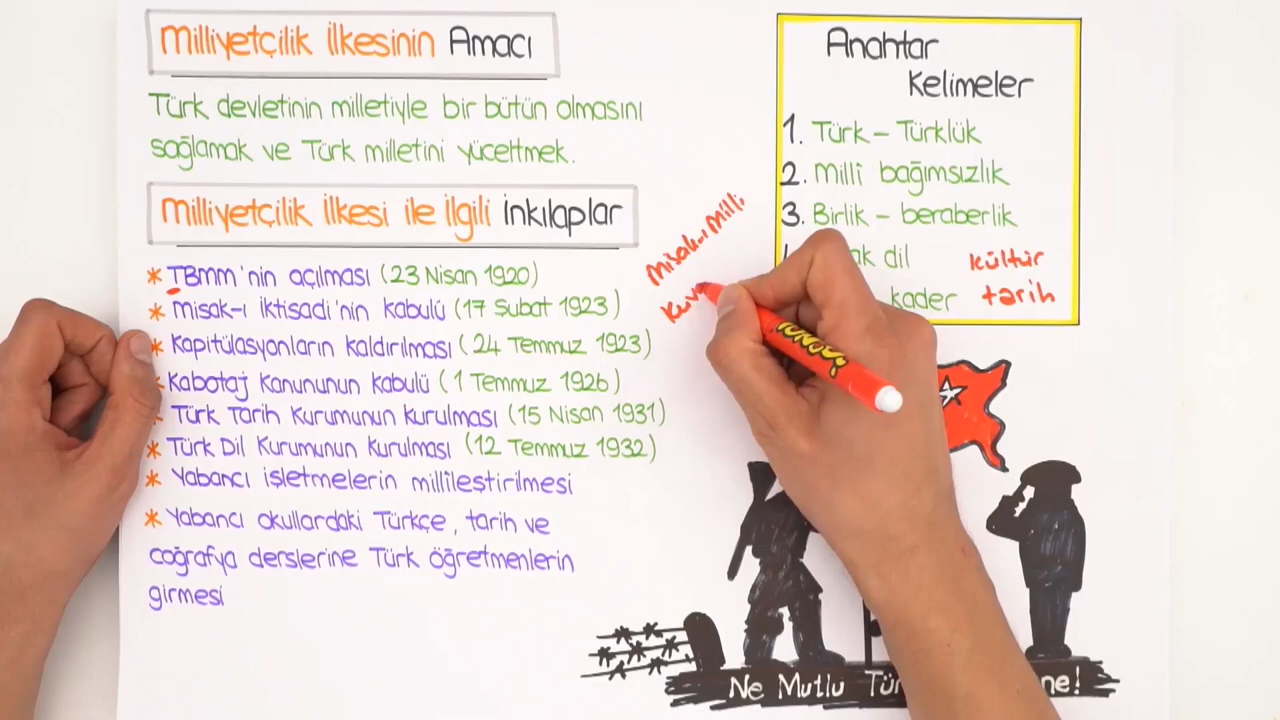 Milliyetçilik İlkesinin Amacı
Türk devletinin milletiyle bir bütün olmasını
sağlamak ve Türk milletini yüceltmek.
Milliyetçilik İlkesi ile İlgili İnkılaplar
* TBMM'nin açılması (23 Nisan 1920)
* Misak-ı İktisadi'nin kabulü (17 Şubat 1923)
* Kapitülasyonların kaldırılması (24 Temmuz 1923)
* Kabotaj Kanununun Kabulü (1 Temmuz 1926)
* Türk Tarih Kurumunun Kurulması (15 Nisan 1931)
* Türk Dil Kurumunun Kurulması (12 Temmuz 1932)
* Yabancı işletmelerin millîleştirilmesi
* Yabancı okullardaki Türkçe, tarih ve
coğrafya derslerine Türk öğretmenlerin
girmesi
Misak-ı Milli
Anahtar
Kelimeler
1. Türk - Türklük
2. Millî bağımsızlık
3. Birlik - beraberlik
dil kültür
kader tarih
Ne Mutlu